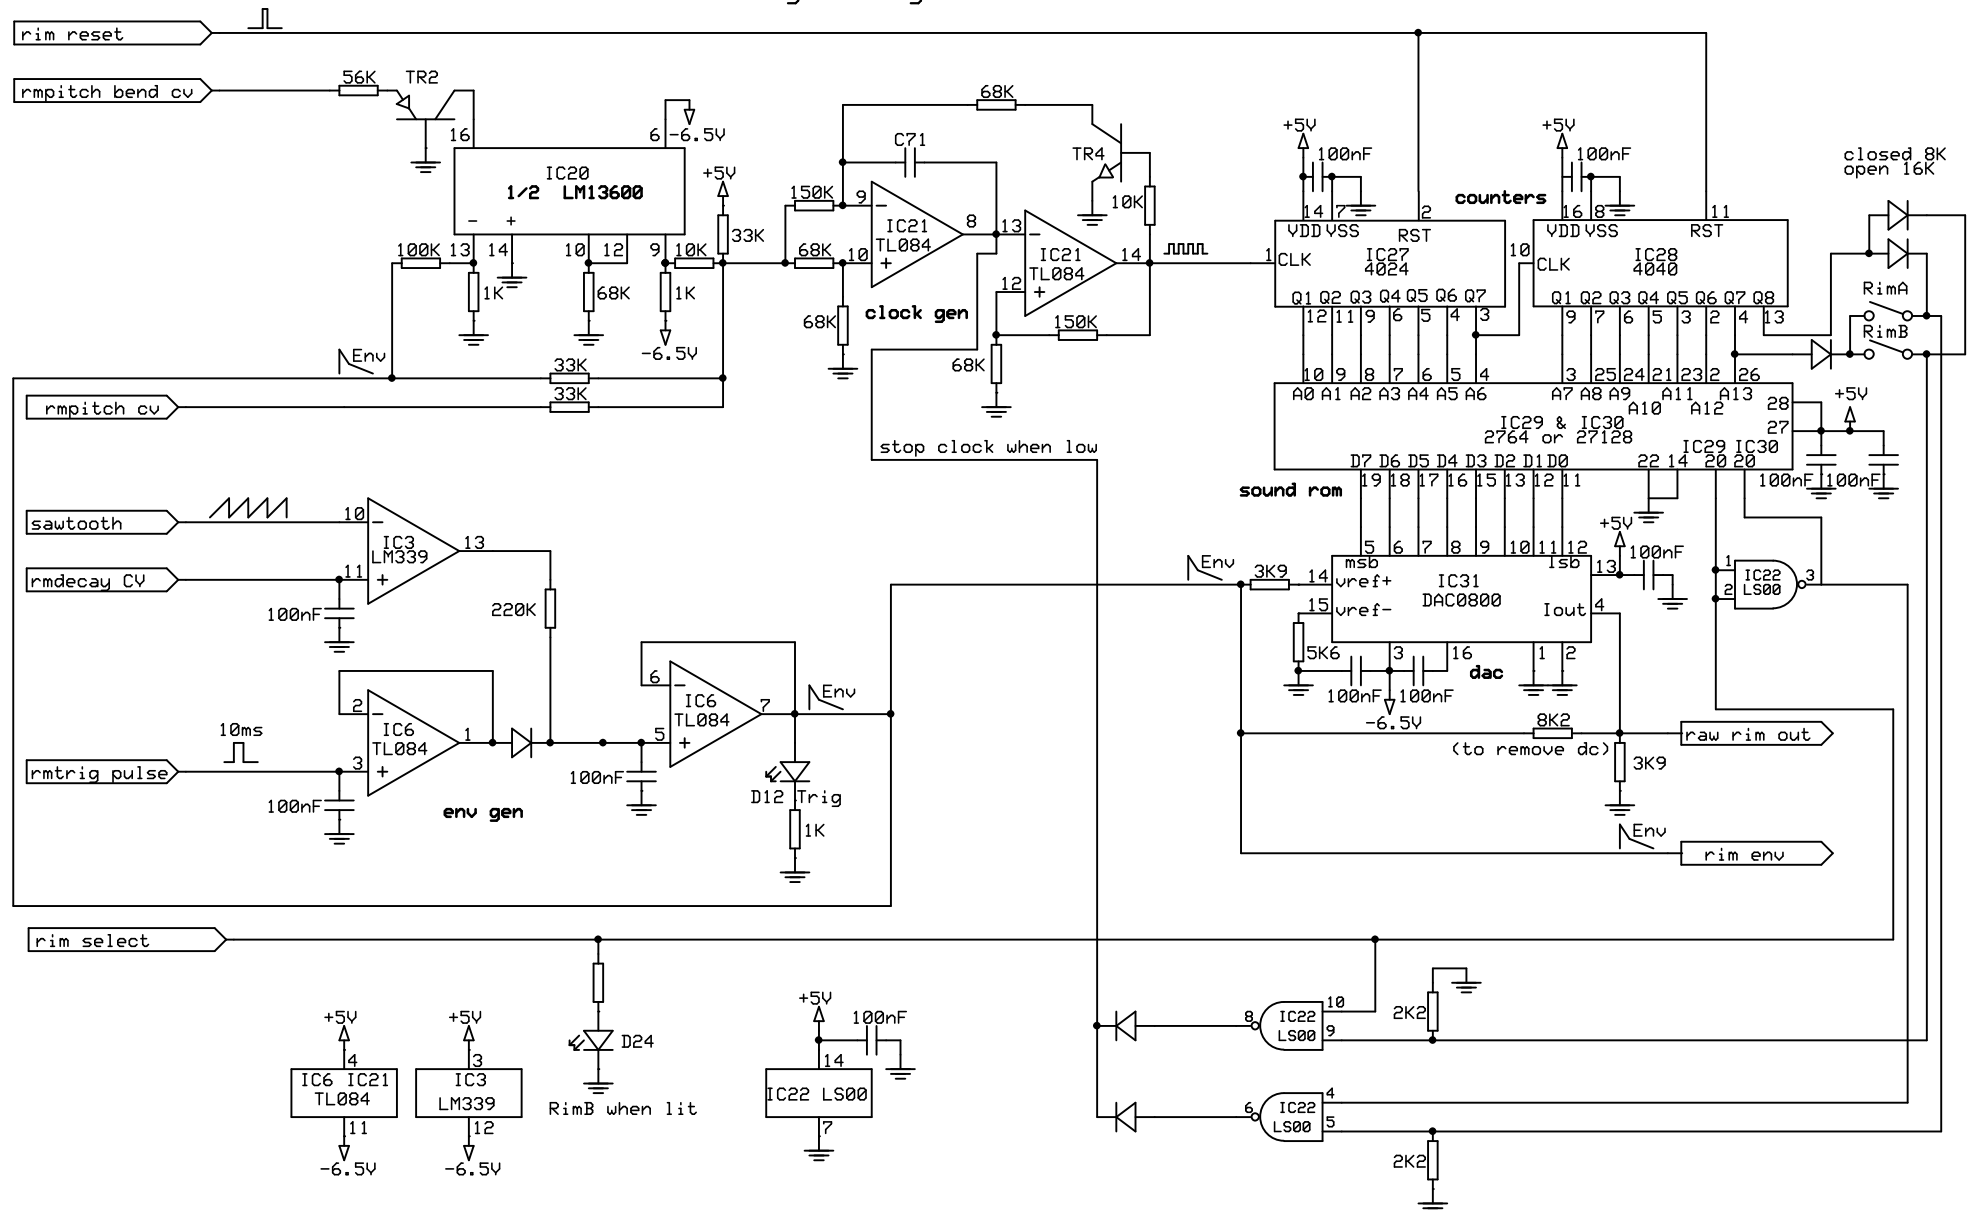 rim reset
rmpitch bend cv
56K
TR2
16
6
-6.5V
IC20
1/2 LM13600
- +
13
14
10
12
9
100K
1K
68K
10K
1K
-6.5V
+5V
33K
Env
33K
33K
rmpitch cv
68K
C71
150K
68K
68K
9
10
8
IC21
TL084
clock gen
TR4
10K
13
12
14
IC21
TL084
150K
68K
stop clock when low
+5V
100nF
14 7
2
VDD VSS
RST
1
CLK
IC27
4024
Q1 Q2 Q3 Q4 Q5 Q6 Q7
12 11 9 6 5 4 3
counters
+5V
100nF
16 8
11
VDD VSS
RST
10
CLK
IC28
4040
Q1 Q2 Q3 Q4 Q5 Q6 Q7 Q8
9 7 6 5 3 2 4 13
closed 8K
open 16K
RimA
RimB
10 9 8 7 6 5 4
3 25 24 21 23 2 26
A0 A1 A2 A3 A4 A5 A6
A7 A8 A9 A10 A11 A12 A13
IC29 & IC30
2764 or 27128
28
27
+5V
100nF 100nF
IC29 IC30
D7 D6 D5 D4 D3 D2 D1 D0
22 14 20 20
19 18 17 16 15 13 12 11
sound rom
sawtooth
rmdecay CV
10
11
13
IC3
LM339
100nF
220K
10ms
rmtrig pulse
2
3
1
IC6
TL084
100nF
env gen
100nF
6
5
7
IC6
TL084
Env
D12 Trig
1K
Env
3K9
5 6 7 8 9 10 11 12
msb
lsb
14
vref+
15
vref-
IC31
DAC0800
+5V
100nF
13
Iout
4
5K6
3
16
1
2
100nF
100nF
-6.5V
dac
1
2
3
IC22
LS00
8K2
(to remove dc)
raw rim out
3K9
Env
rim env
rim select
D24
RimB when lit
+5V
4
IC6 IC21
TL084
11
-6.5V
+5V
3
IC3
LM339
12
-6.5V
+5V
100nF
14
IC22 LS00
7
8
IC22
LS00
10
9
2K2
6
IC22
LS00
4
5
2K2